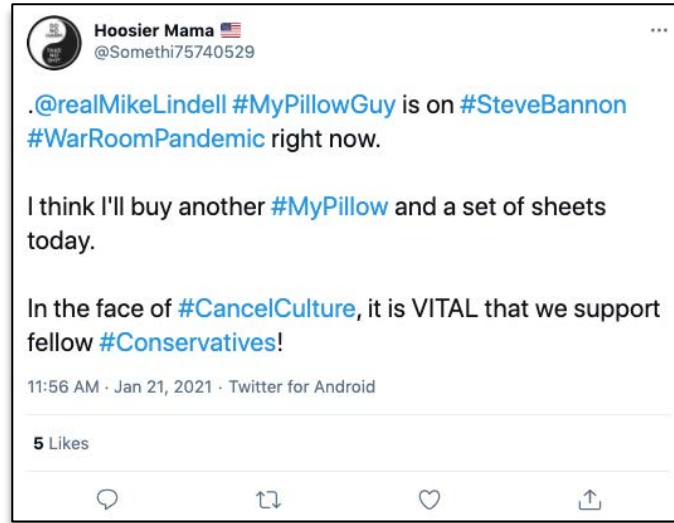 Hoosier Mama 🇺🇸
@Somethi75740529
.@realMikeLindell #MyPillowGuy is on #SteveBannon
#WarRoomPandemic right now.
I think I'll buy another #MyPillow and a set of sheets
today.
In the face of #CancelCulture, it is VITAL that we support
fellow #Conservatives!
11:56 AM · Jan 21, 2021 · Twitter for Android
5 Likes